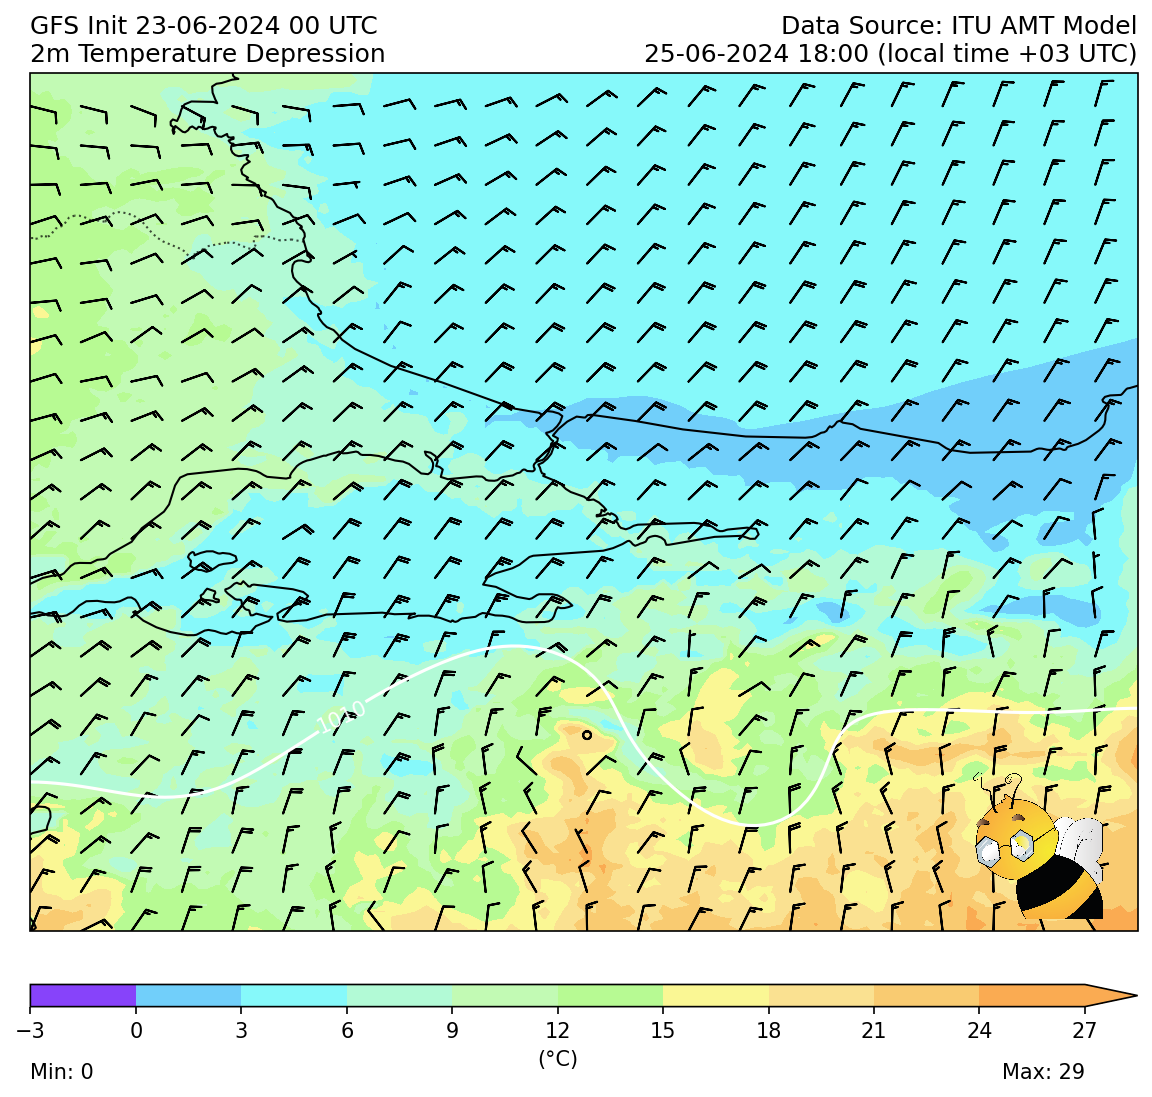 GFS Init 23-06-2024 00 UTC
Data Source: ITU AMT Model
2m Temperature Depression
25-06-2024 18:00 (local time +03 UTC)
1010
−3 0 3 6 9 12 15 18 21 24 27
(°C)
Min: 0
Max: 29